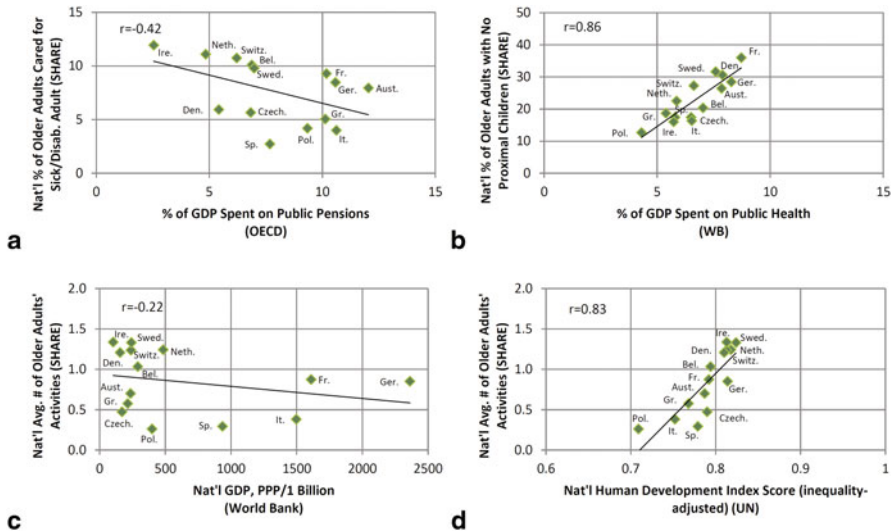 Nat'l % of Older Adults Cared for
Sick/Disab. Adult (SHARE)
20
15
10
5
0
r=-0.42
Ire.
Neth.
Switz.
Bel.
Swed.
Fr.
Ger.
Aust.
Den.
Czech.
Gr.
Sp.
Pol.
It.
0
5
10
15
% of GDP Spent on Public Pensions
(OECD)
a
Nat'l % of Older Adults with No
Proximal Children (SHARE)
50
40
30
20
10
0
r=0.86
Fr.
Swed.
Den.
Ger.
Switz.
Aust.
Neth.
Bel.
Sp.
Gr.
Czech.
Pol.
Ire.
It.
0
5
10
15
% of GDP Spent on Public Health
(WB)
b
Nat'l Avg. # of Older Adults'
Activities (SHARE)
2.0
1.5
1.0
0.5
0.0
r=-0.22
Ire.
Swed.
Neth.
Switz.
Den.
Bel.
Fr.
Ger.
Aust.
Gr.
Czech.
Pol.
Sp.
It.
0
500
1000
1500
2000
2500
Nat'l GDP, PPP/1 Billion
(World Bank)
c
Nat'l Avg. # of Older Adults'
Activities (SHARE)
2.0
1.5
1.0
0.5
0.0
r=0.83
Ire.
Swed.
Den.
Neth.
Switz.
Bel.
Fr.
Aust.
Ger.
Gr.
Pol.
Czech.
It.
Sp.
0.6
0.7
0.8
0.9
1
Nat'l Human Development Index Score (inequality-
adjusted) (UN)
d